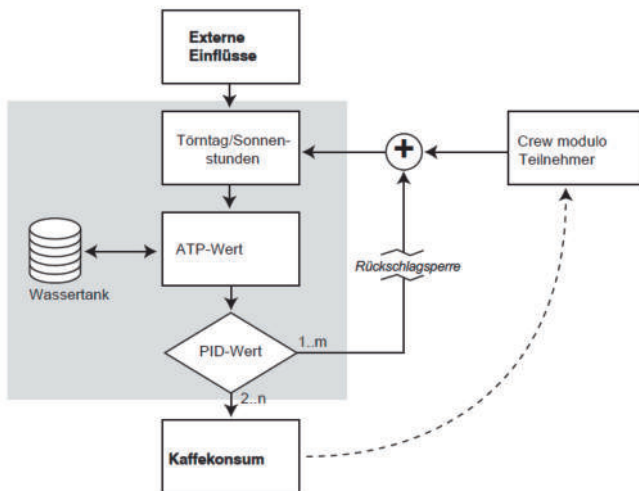 Externe
Einflüsse
Törntag/Sonnen-
stunden
+
Crew modulo
Teilnehmer
ATP-Wert
Rückschlagsperre
Wassertank
PID-Wert
1..m
2..n
Kaffekonsum